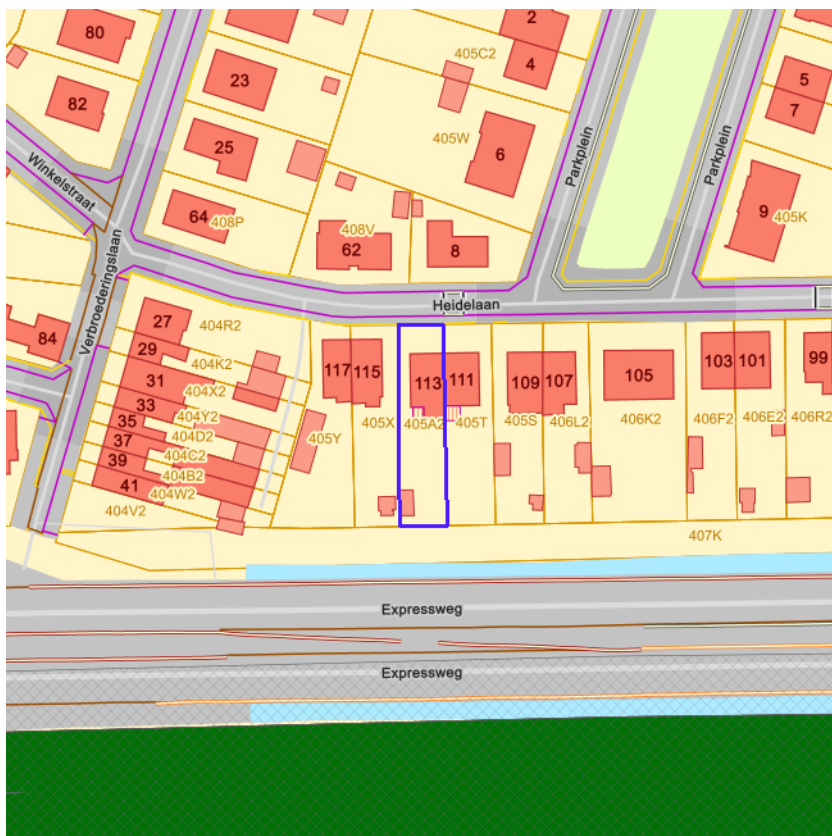 80
2
405C2
4
5
82
23
7
25
405W
6
Winkelstraat
Parkplein
Parkplein
64
408P
408V
62
8
9
405K
Verbroederingslaan
Heidelaan
27
404R2
84
29
404K2
117
115
113
111
109
107
105
103
101
99
31
404X2
33
404Y2
35
404D2
37
404C2
39
404B2
41
404W2
404V2
405Y
405X
405A2
405T
405S
406L2
406K2
406F2
406E2
406R2
407K
Expressweg
Expressweg